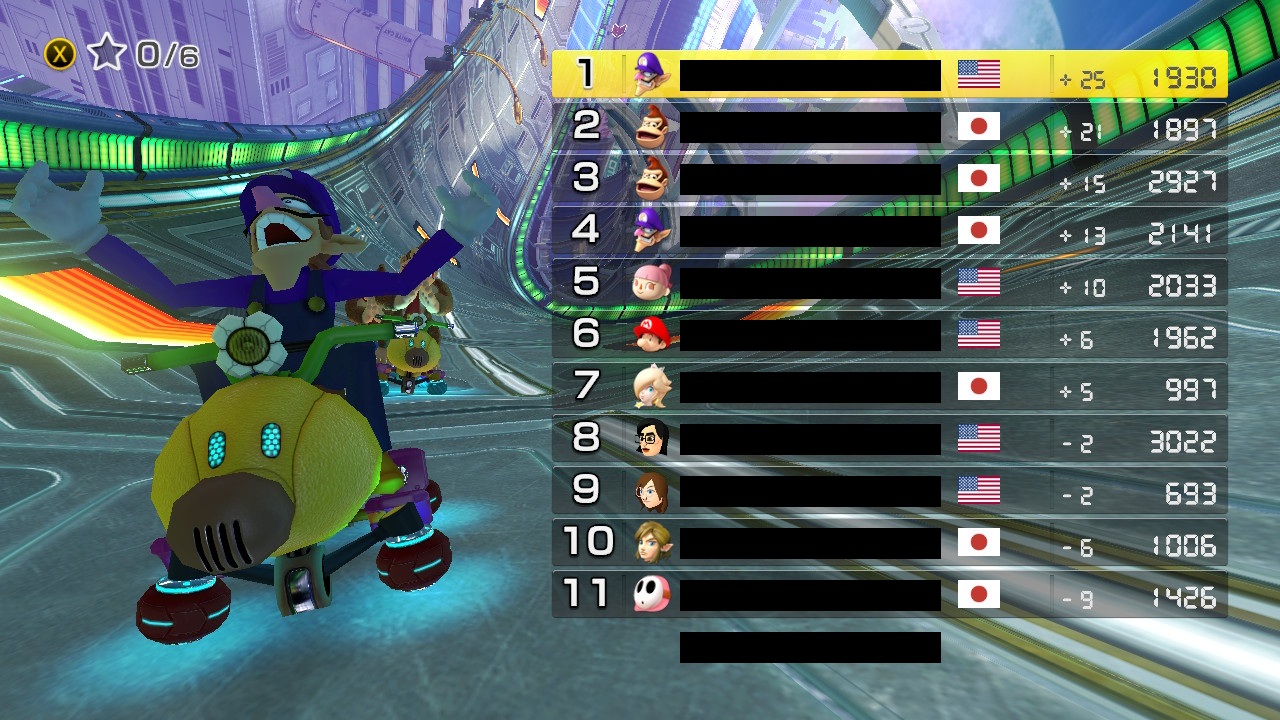 X 0/6
1 + 25 1930
2 + 21 1897
3 + 15 2927
4 + 13 2141
5 + 10 2033
6 + 6 1962
7 + 5 997
8 - 2 3022
9 - 2 693
10 - 6 1006
11 - 9 1426